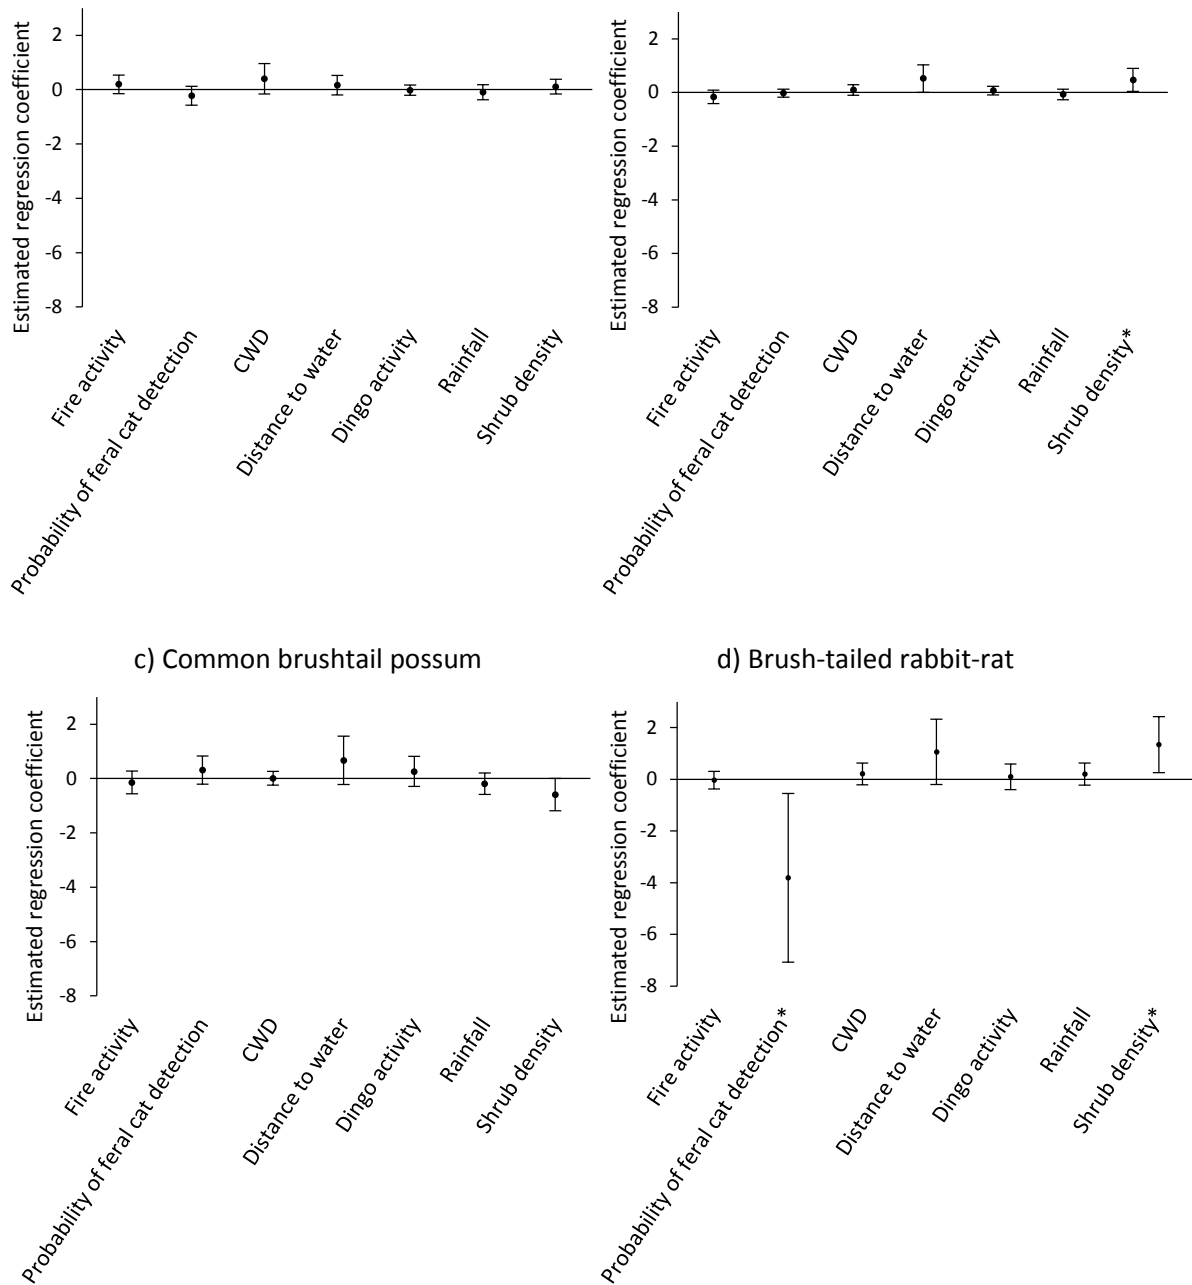 Estimated regression coefficient
2
0
-2
-4
-6
-8
Fire activity
Probability of feral cat detection
CWD
Distance to water
Dingo activity
Rainfall
Shrub density
Estimated regression coefficient
2
0
-2
-4
-6
-8
Fire activity
Probability of feral cat detection
CWD
Distance to water
Dingo activity
Rainfall
Shrub density*
c) Common brushtail possum
Estimated regression coefficient
2
0
-2
-4
-6
-8
Fire activity
Probability of feral cat detection
CWD
Distance to water
Dingo activity
Rainfall
Shrub density
d) Brush-tailed rabbit-rat
Estimated regression coefficient
2
0
-2
-4
-6
-8
Fire activity
Probability of feral cat detection*
CWD
Distance to water
Dingo activity
Rainfall
Shrub density*